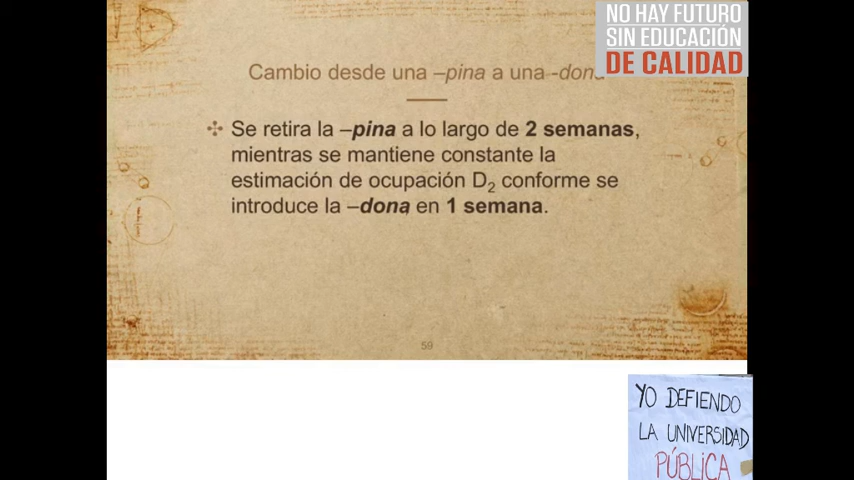 NO HAY FUTURO
SIN EDUCACIÓN
DE CALIDAD
Cambio desde una –pina a una -dona
Se retira la –pina a lo largo de 2 semanas,
mientras se mantiene constante la
estimación de ocupación D2 conforme se
introduce la –dona en 1 semana.
59
YO DEFIENDO
LA UNIVERSIDAD
PÚBLICA